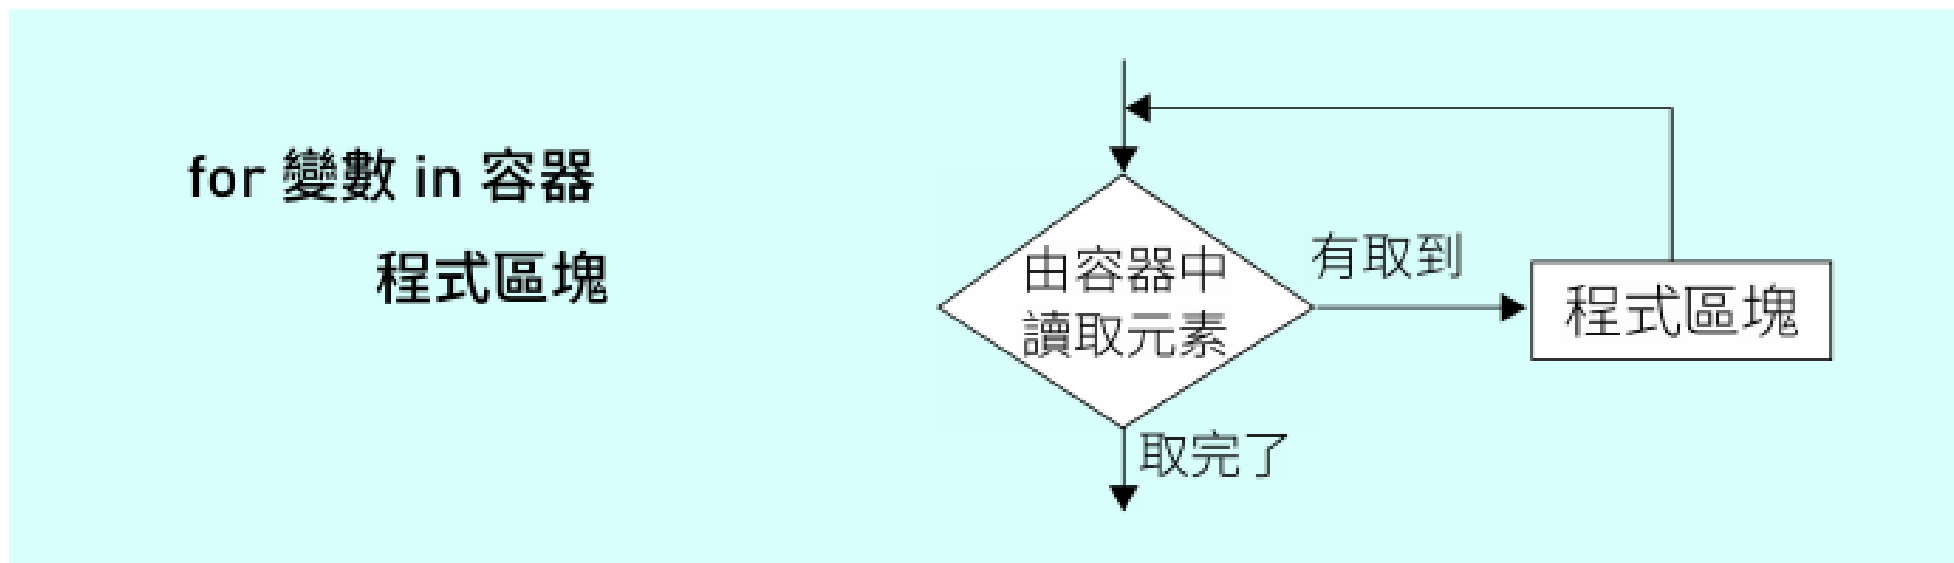 for 變數 in 容器
程式區塊
由容器中
讀取元素
有取到
程式區塊
取完了